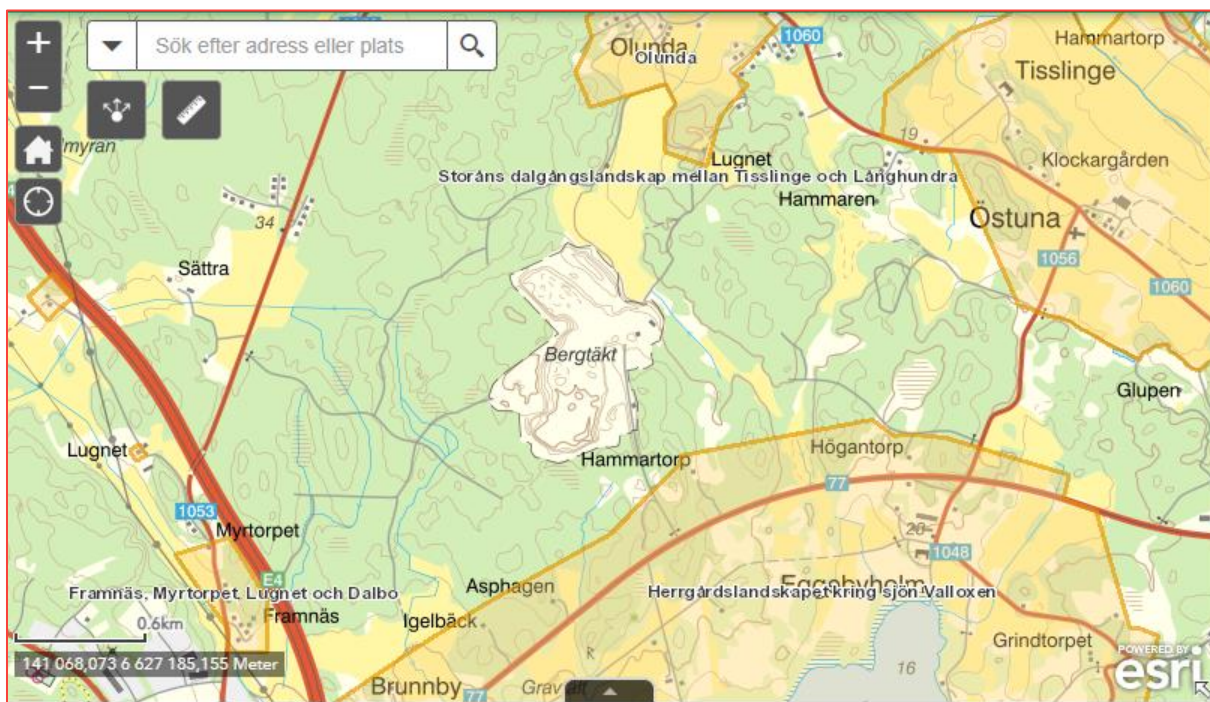 +
Sök efter adress eller plats
−
Olunda
Olunda
1060
Hammartorp
Tisslinge
myran
19
Lugnet
Klockargården
Storåns dalgångslandskap mellan Tisslinge och Långhundra
Hammaren
Östuna
34
Sättra
1056
1060
Bergtäkt
Glupen
Lugnet
Hammartorp
Högantorp
77
1053
Myrtorpet
20
1048
E4
Asphagen
Eggebyholm
Framnäs, Myrtorpet, Lugnet och Dalbo
Herrgårdslandskapet kring sjön Valloxen
Framnäs
Igelbäck
0.6km
Grindtorpet
141 068,073 6 627 185,155 Meter
16
POWERED BY
esri
Brunnby
77
Grav